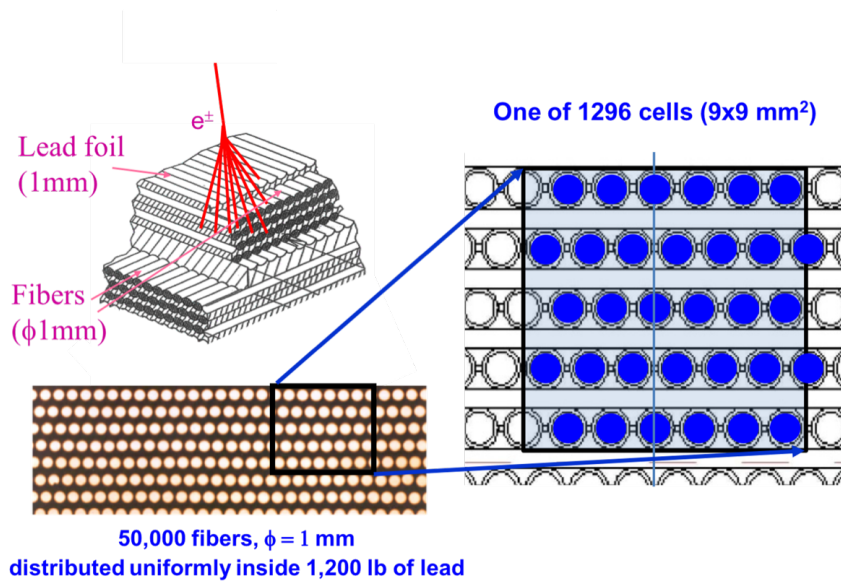 e±
Lead foil
(1mm)
Fibers
(ϕ1mm)
One of 1296 cells (9x9 mm²)
50,000 fibers, ϕ = 1 mm
distributed uniformly inside 1,200 lb of lead